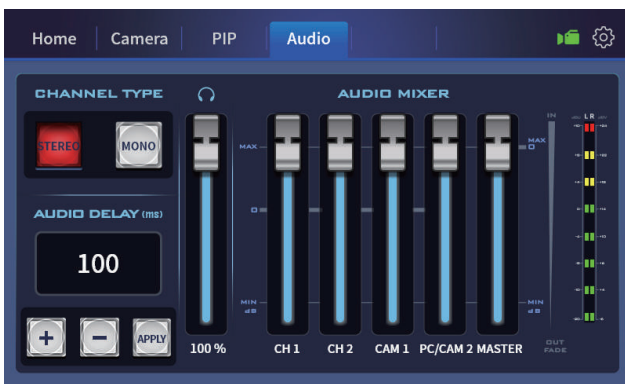 Home Camera PIP Audio
CHANNEL TYPE
STEREO MONO
AUDIO DELAY (ms)
100
+ − APPLY
100 %
AUDIO MIXER
MAX
0
MIN
dB
CH 1 CH 2 CAM 1 PC/CAM 2 MASTER
MAX
0
MIN
dB
IN
OUT
FADE
L R